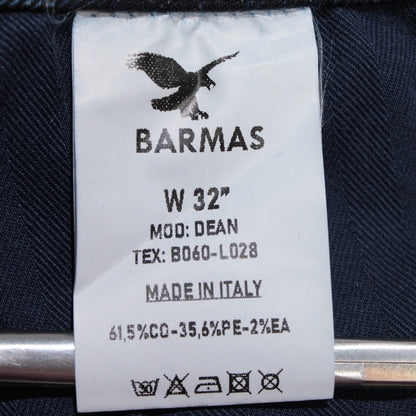 BARMAS
W 32"
MOD: DEAN
TEX: B060-L028
MADE IN ITALY
61,5%CO-35,6%PE-2%EA